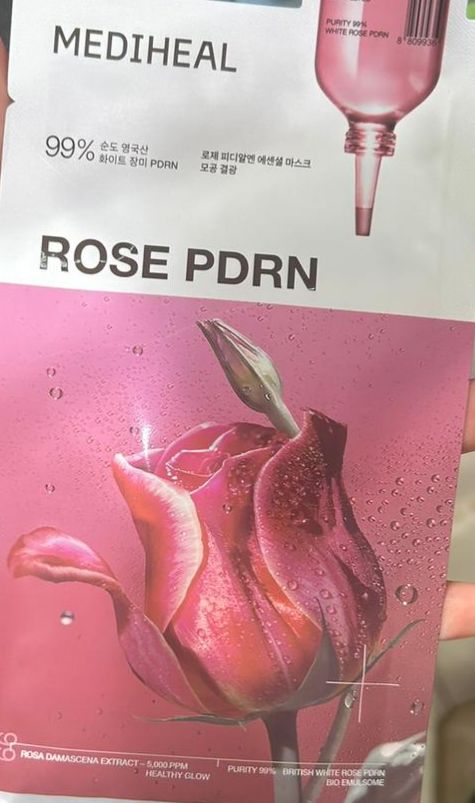 PURITY 99%
WHITE ROSE PDRN
8 809936
MEDIHEAL
99% 순도 영국산
화이트 장미 PDRN
로제 피디알엔 에센셜 마스크
모공 결광
ROSE PDRN
ROSA DAMASCENA EXTRACT – 5,000 PPM
HEALTHY GLOW
PURITY 99% BRITISH WHITE ROSE PDRN
BIO EMULSOME